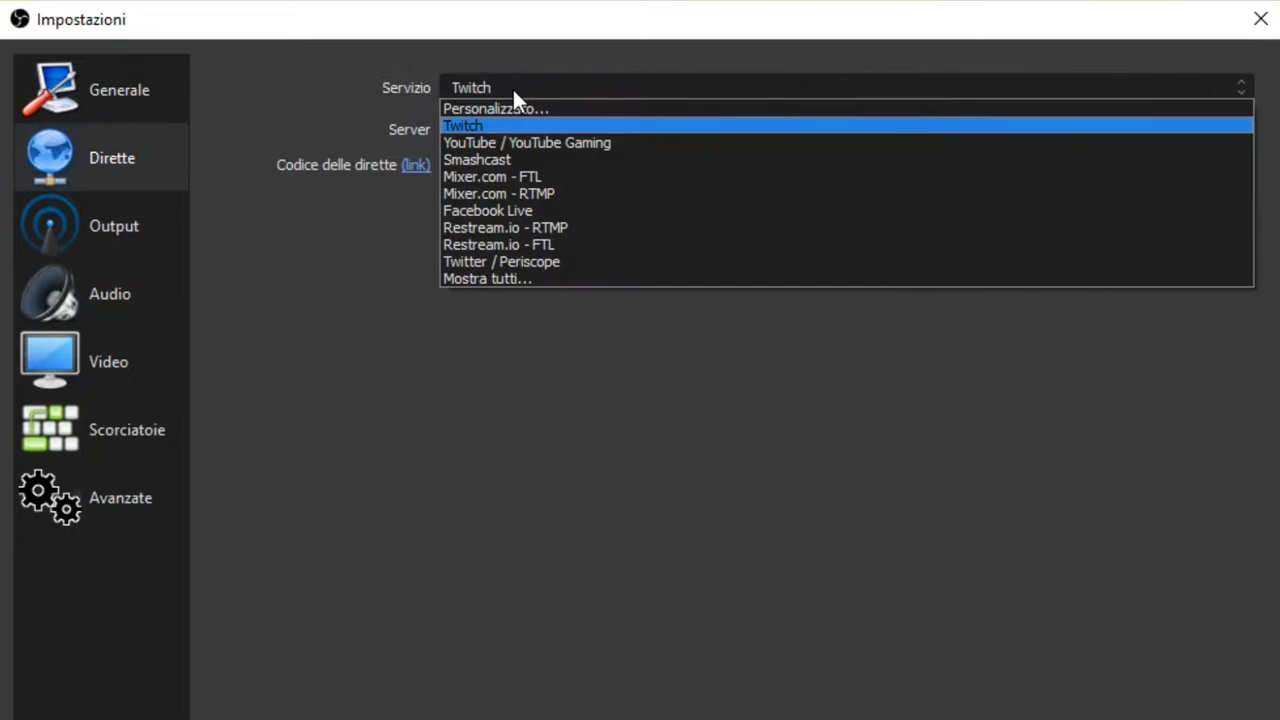 Impostazioni
Generale
Dirette
Output
Audio
Video
Scorciatoie
Avanzate
Servizio
Twitch
Server
Codice delle dirette (link)
Personalizzato...
Twitch
YouTube / YouTube Gaming
Smashcast
Mixer.com - FTL
Mixer.com - RTMP
Facebook Live
Restream.io - RTMP
Restream.io - FTL
Twitter / Periscope
Mostra tutti...